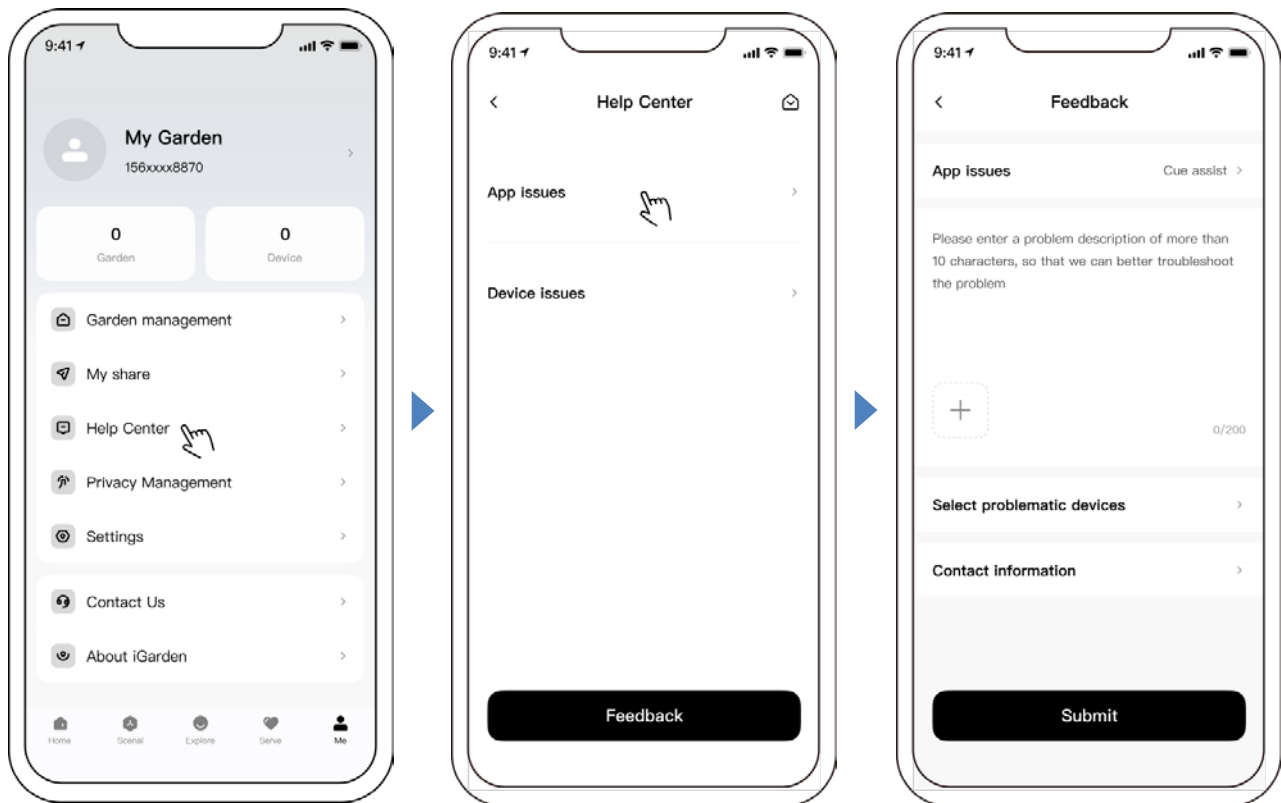 9:41
My Garden
156xxxx8870
0
Garden
0
Device
Garden management
My share
Help Center
Privacy Management
Settings
Contact Us
About iGarden
Home
Scenal
Explore
Serve
Me
9:41
Help Center
App issues
Device issues
Feedback
9:41
Feedback
App issues
Cue assist
Please enter a problem description of more than
10 characters, so that we can better troubleshoot
the problem
0/200
Select problematic devices
Contact information
Submit